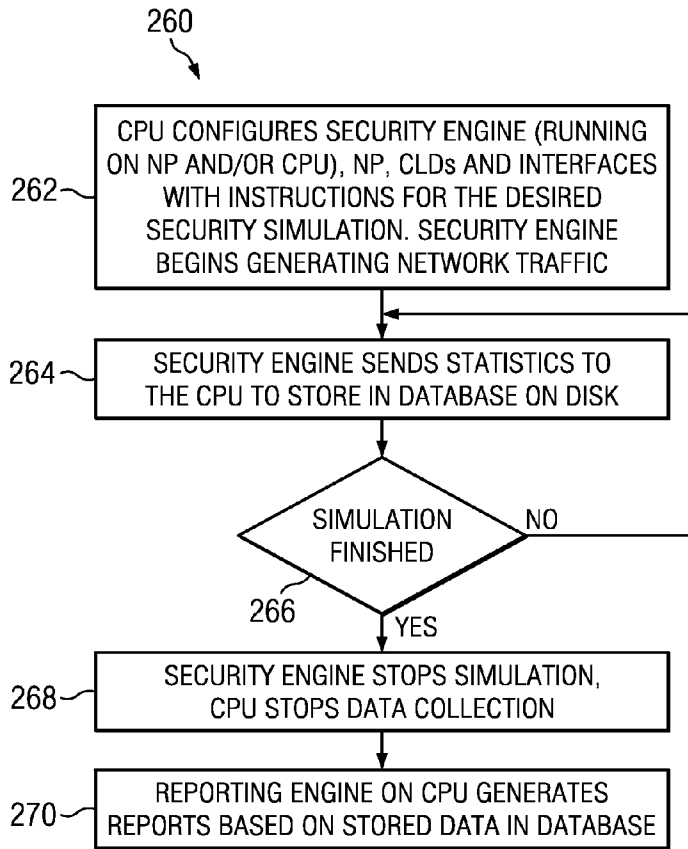 260
262
CPU CONFIGURES SECURITY ENGINE (RUNNING
ON NP AND/OR CPU), NP, CLDs AND INTERFACES
WITH INSTRUCTIONS FOR THE DESIRED
SECURITY SIMULATION. SECURITY ENGINE
BEGINS GENERATING NETWORK TRAFFIC
264
SECURITY ENGINE SENDS STATISTICS TO
THE CPU TO STORE IN DATABASE ON DISK
SIMULATION
FINISHED
NO
266
YES
268
SECURITY ENGINE STOPS SIMULATION,
CPU STOPS DATA COLLECTION
270
REPORTING ENGINE ON CPU GENERATES
REPORTS BASED ON STORED DATA IN DATABASE